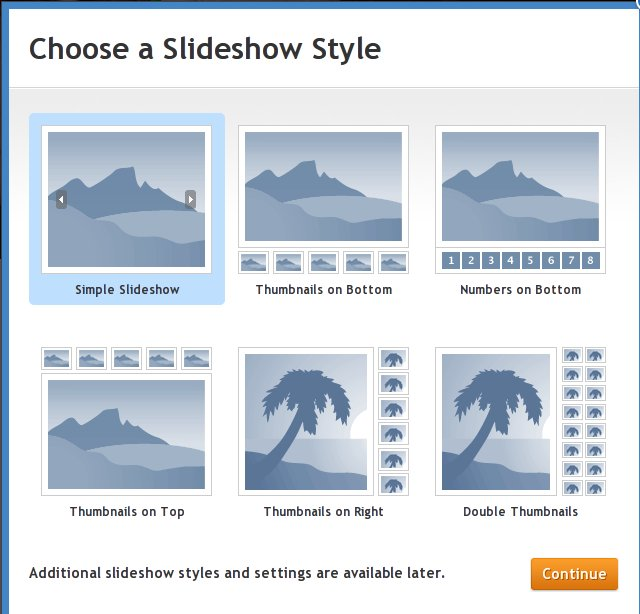 Choose a Slideshow Style
Simple Slideshow
Thumbnails on Bottom
1 2 3 4 5 6 7 8
Numbers on Bottom
Thumbnails on Top
Thumbnails on Right
Double Thumbnails
Additional slideshow styles and settings are available later.
Continue